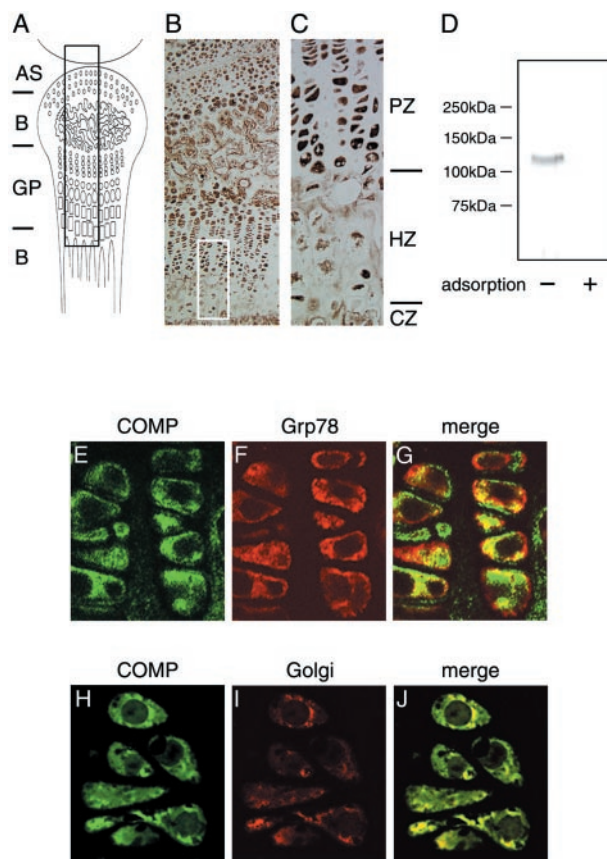 A
B
C
D
AS
B
GP
B
PZ
HZ
CZ
250kDa
150kDa
100kDa
75kDa
adsorption − +
COMP Grp78 merge
E F G
COMP Golgi merge
H I J